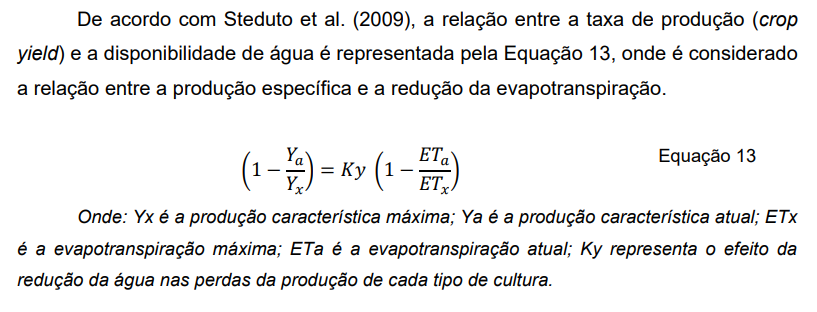 De acordo com Steduto et al. (2009), a relação entre a taxa de produção (crop
yield) e a disponibilidade de água é representada pela Equação 13, onde é considerado
a relação entre a produção específica e a redução da evapotranspiração.
(1 − Ya/Yx) = Ky (1 − ETa/ETx) Equação 13
Onde: Yx é a produção característica máxima; Ya é a produção característica atual; ETx
é a evapotranspiração máxima; ETa é a evapotranspiração atual; Ky representa o efeito da
redução da água nas perdas da produção de cada tipo de cultura.